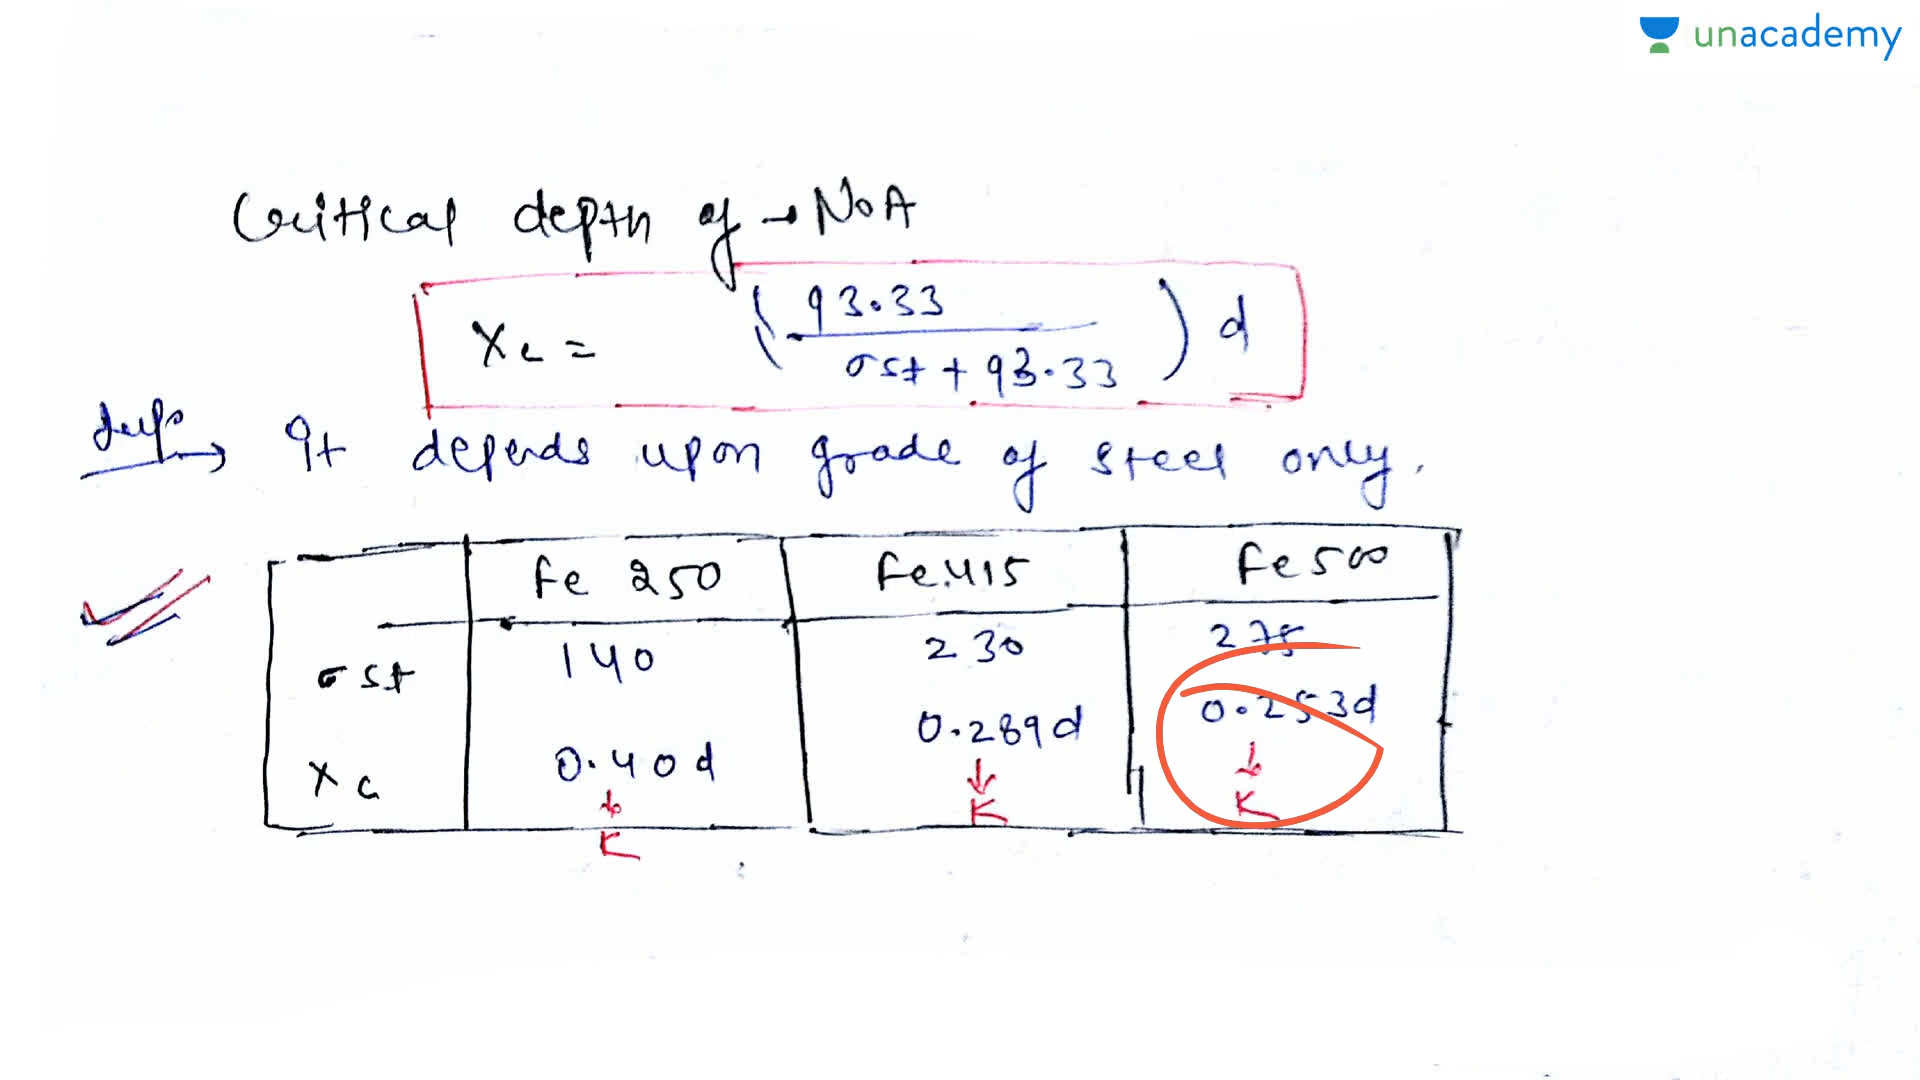 unacademy
Critical depth of → NoA
Xc = (93.33 / σst + 93.33) d
→ It depends upon grade of steel only.
Fe 250 Fe.415 Fe 500
σst 140 230 275
Xc 0.40d 0.289d 0.253d
↓ ↓ ↓
K K K